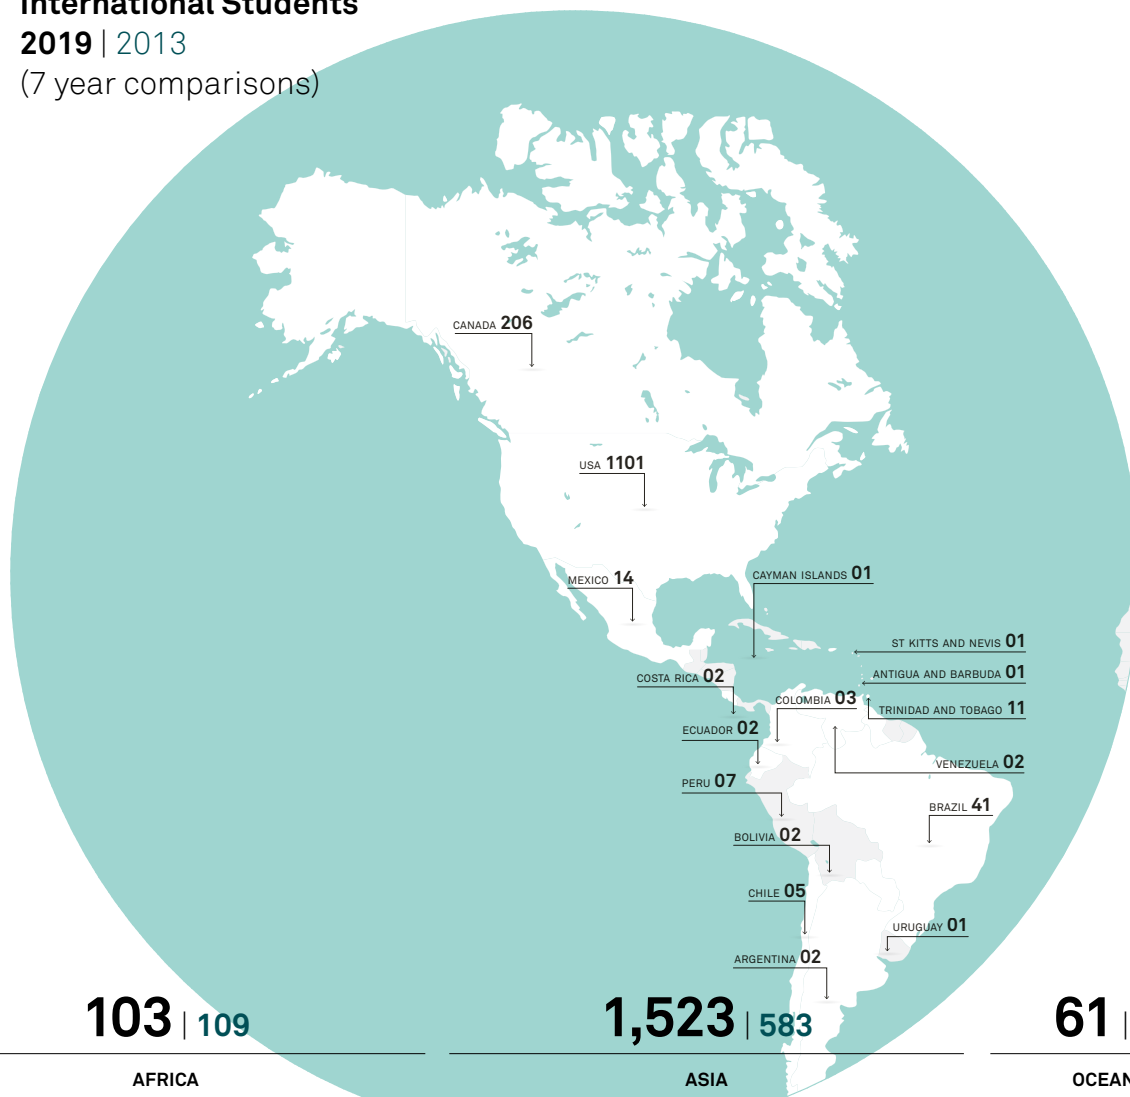 International Students
2019 | 2013
(7 year comparisons)
CANADA 206
USA 1101
MEXICO 14
CAYMAN ISLANDS 01
ST KITTS AND NEVIS 01
COSTA RICA 02
ANTIGUA AND BARBUDA 01
COLOMBIA 03
TRINIDAD AND TOBAGO 11
ECUADOR 02
VENEZUELA 02
PERU 07
BRAZIL 41
BOLIVIA 02
CHILE 05
URUGUAY 01
ARGENTINA 02
103 | 109
1,523 | 583
61 |
AFRICA
ASIA
OCEAN